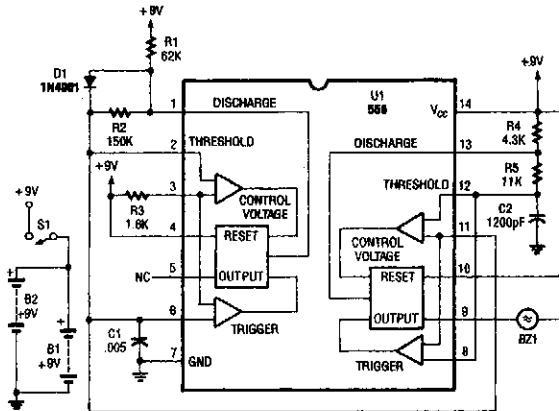 +9V
R1
62K
D1
1N4001
R2
150K
1
DISCHARGE
U1
556
VCC
14
+9V
R4
4.3K
2
THRESHOLD
DISCHARGE
13
R5
11K
+9V
3
R3
1.6K
CONTROL
VOLTAGE
THRESHOLD
12
C2
1200pF
4
RESET
CONTROL
VOLTAGE
11
+9V
S1
NC
5
OUTPUT
RESET
10
B2
+9V
6
TRIGGER
OUTPUT
9
BZ1
C1
.005
B1
+9V
7
GND
TRIGGER
8